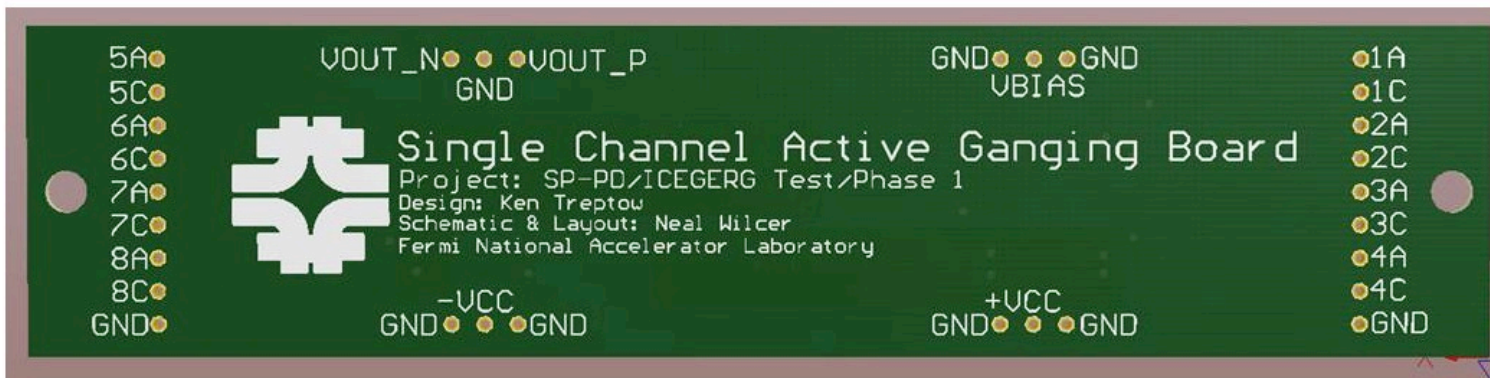 5A
5C
6A
6C
7A
7C
8A
8C
GND
VOUT_N VOUT_P
GND
GND GND
VBIAS
Single Channel Active Ganging Board
Project: SP-PD/ICEGERG Test/Phase 1
Design: Ken Treptow
Schematic & Layout: Neal Wilcer
Fermi National Accelerator Laboratory
-VCC
GND GND
+VCC
GND GND
1A
1C
2A
2C
3A
3C
4A
4C
GND